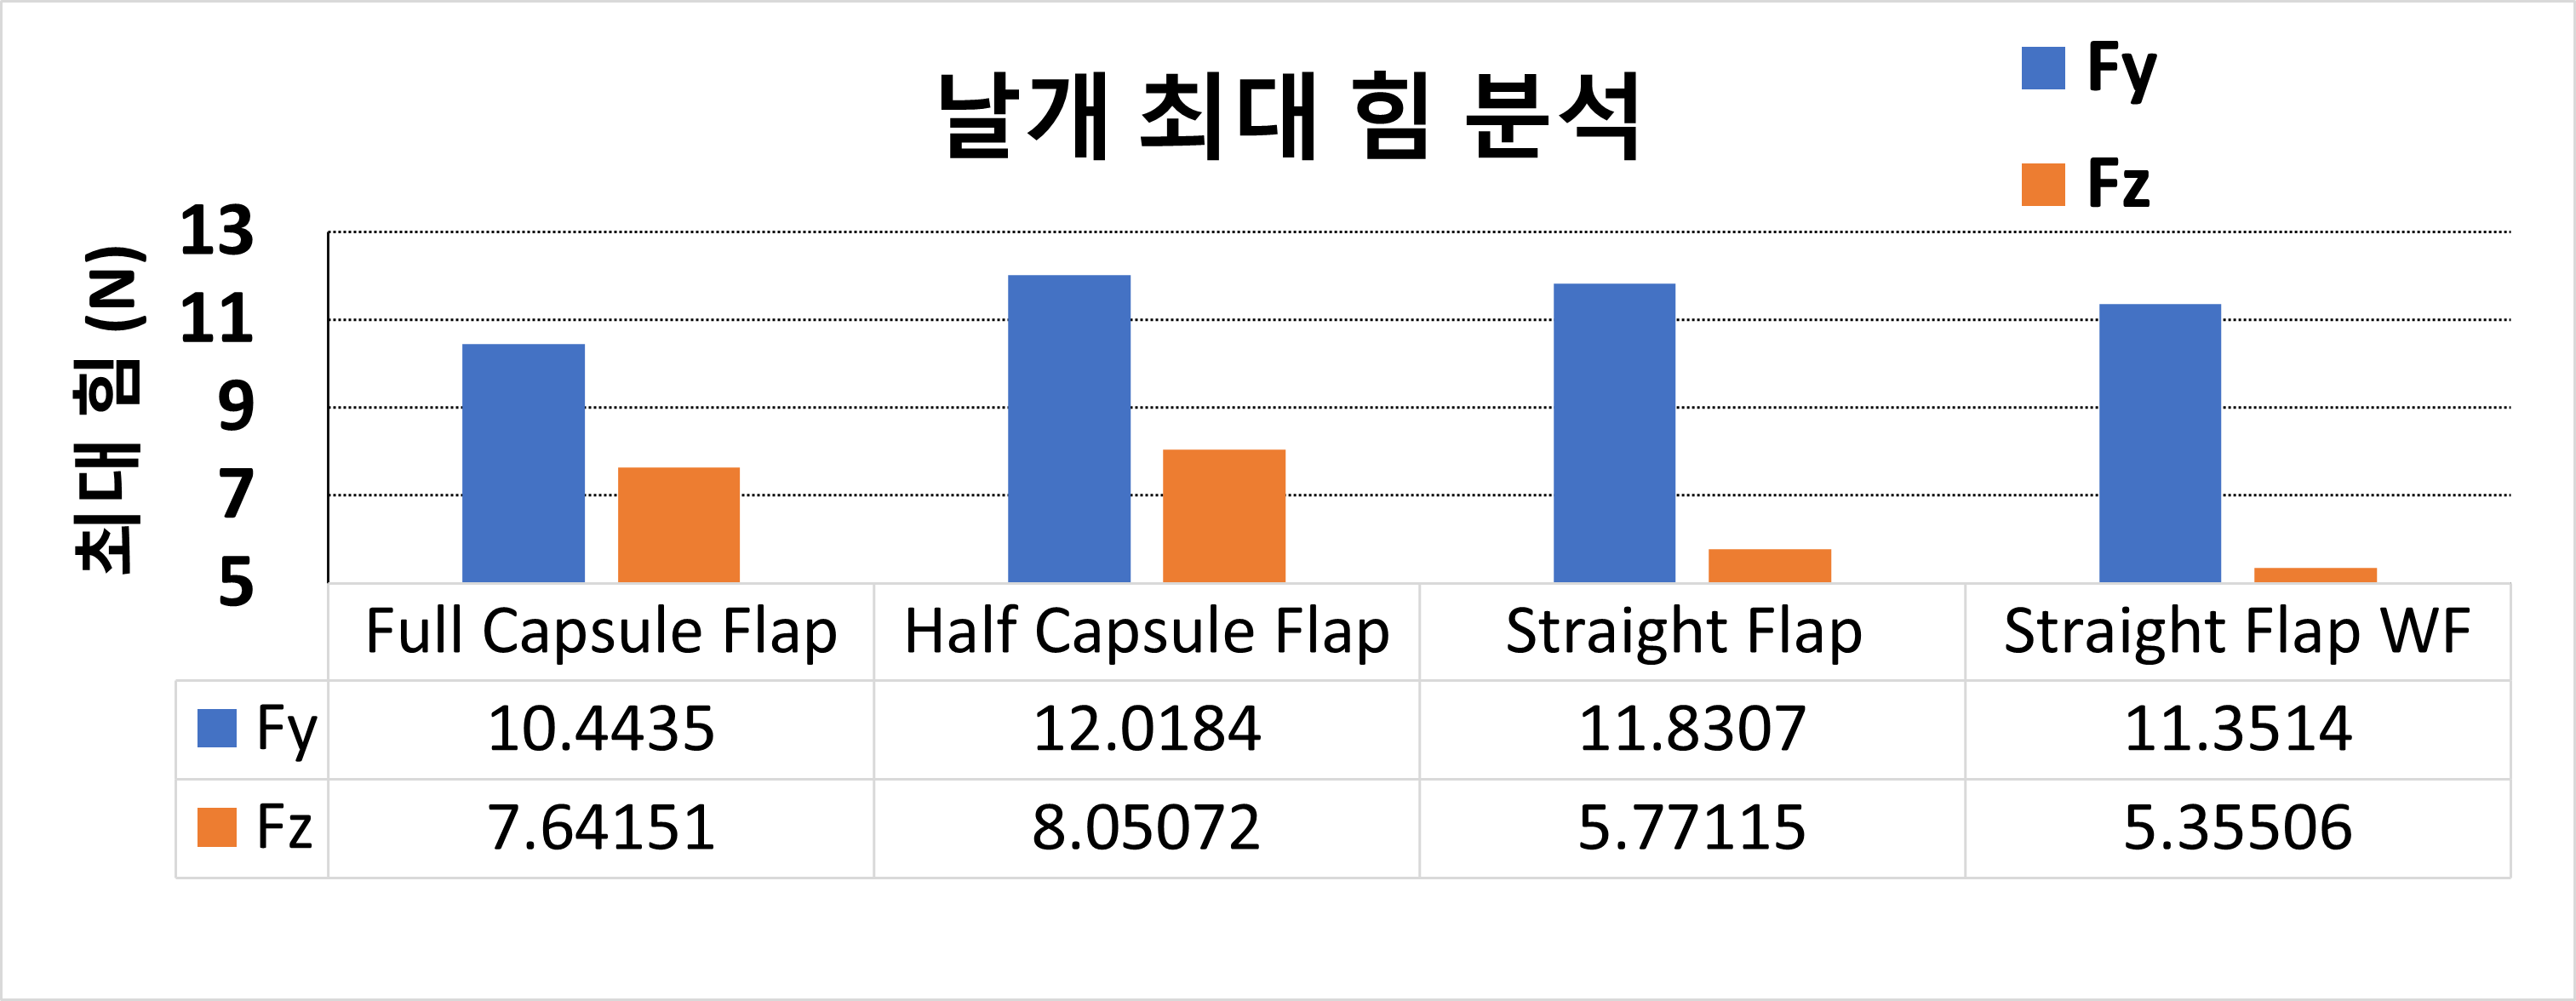 날개 최대 힘 분석
Fy
Fz
최대 힘 (N)
13
11
9
7
5
Full Capsule Flap Half Capsule Flap Straight Flap Straight Flap WF
Fy 10.4435 12.0184 11.8307 11.3514
Fz 7.64151 8.05072 5.77115 5.35506